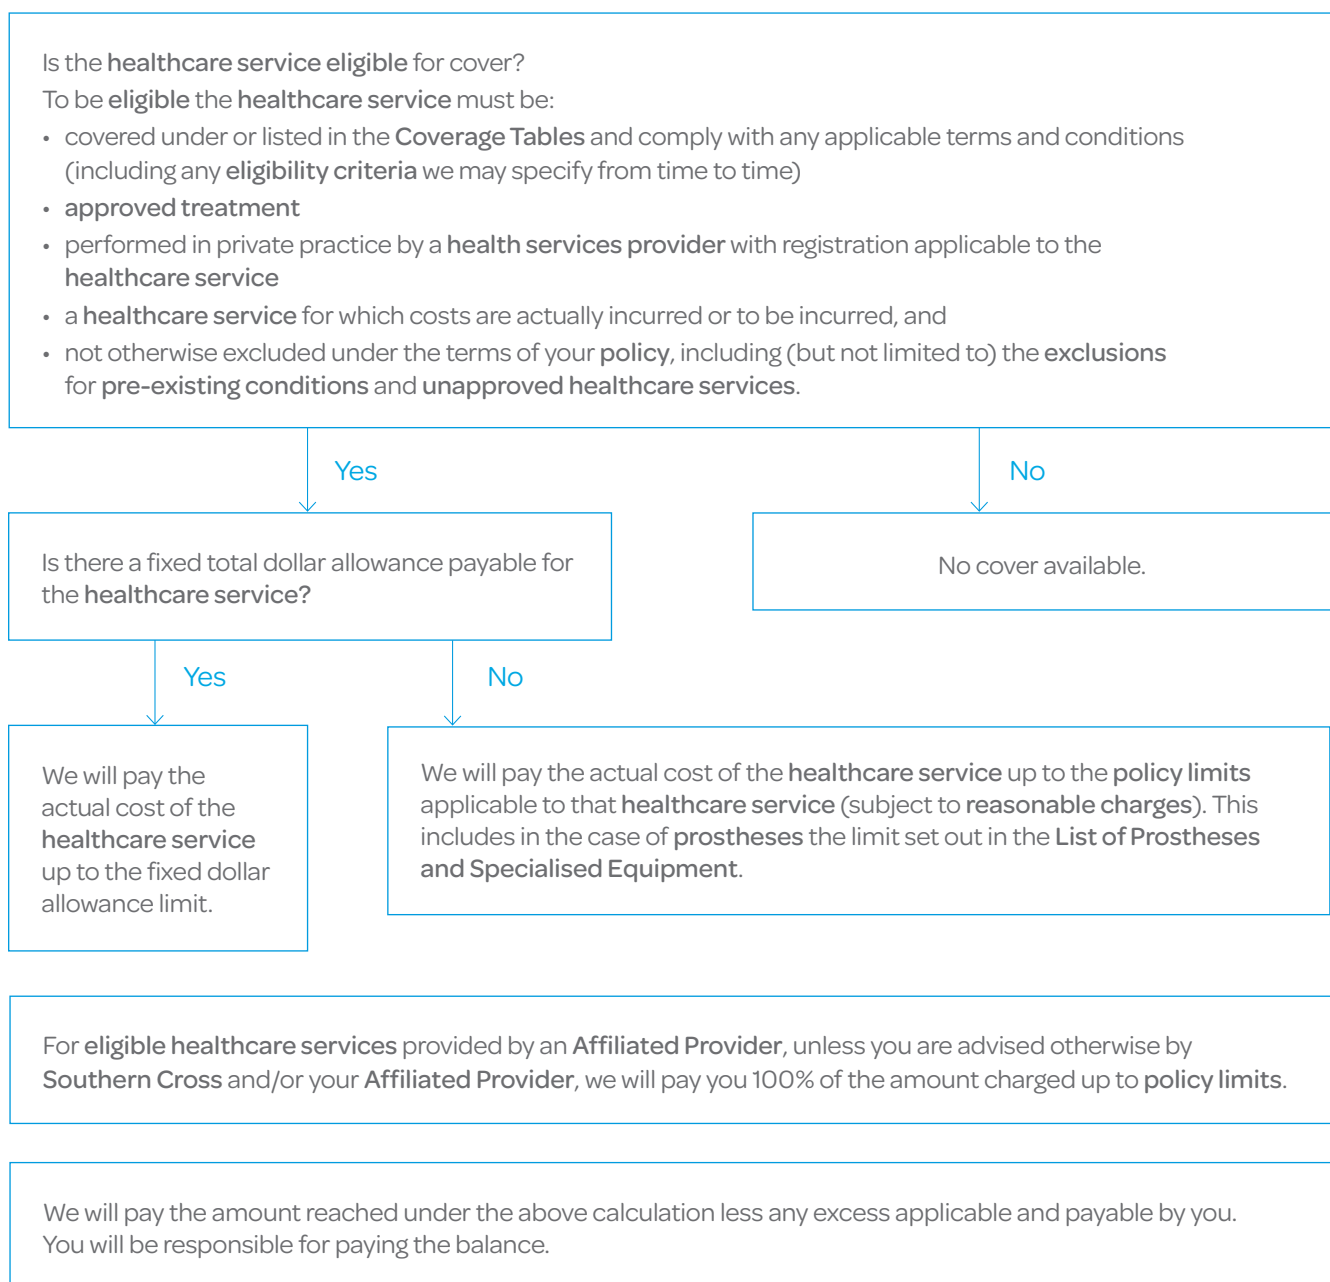 Is the healthcare service eligible for cover?
To be eligible the healthcare service must be:
• covered under or listed in the Coverage Tables and comply with any applicable terms and conditions
(including any eligibility criteria we may specify from time to time)
• approved treatment
• performed in private practice by a health services provider with registration applicable to the
healthcare service
• a healthcare service for which costs are actually incurred or to be incurred, and
• not otherwise excluded under the terms of your policy, including (but not limited to) the exclusions
for pre-existing conditions and unapproved healthcare services.
Yes
No
Is there a fixed total dollar allowance payable for
the healthcare service?
No cover available.
Yes
No
We will pay the
actual cost of the
healthcare service
up to the fixed dollar
allowance limit.
We will pay the actual cost of the healthcare service up to the policy limits
applicable to that healthcare service (subject to reasonable charges). This
includes in the case of prostheses the limit set out in the List of Prostheses
and Specialised Equipment.
For eligible healthcare services provided by an Affiliated Provider, unless you are advised otherwise by
Southern Cross and/or your Affiliated Provider, we will pay you 100% of the amount charged up to policy limits.
We will pay the amount reached under the above calculation less any excess applicable and payable by you.
You will be responsible for paying the balance.